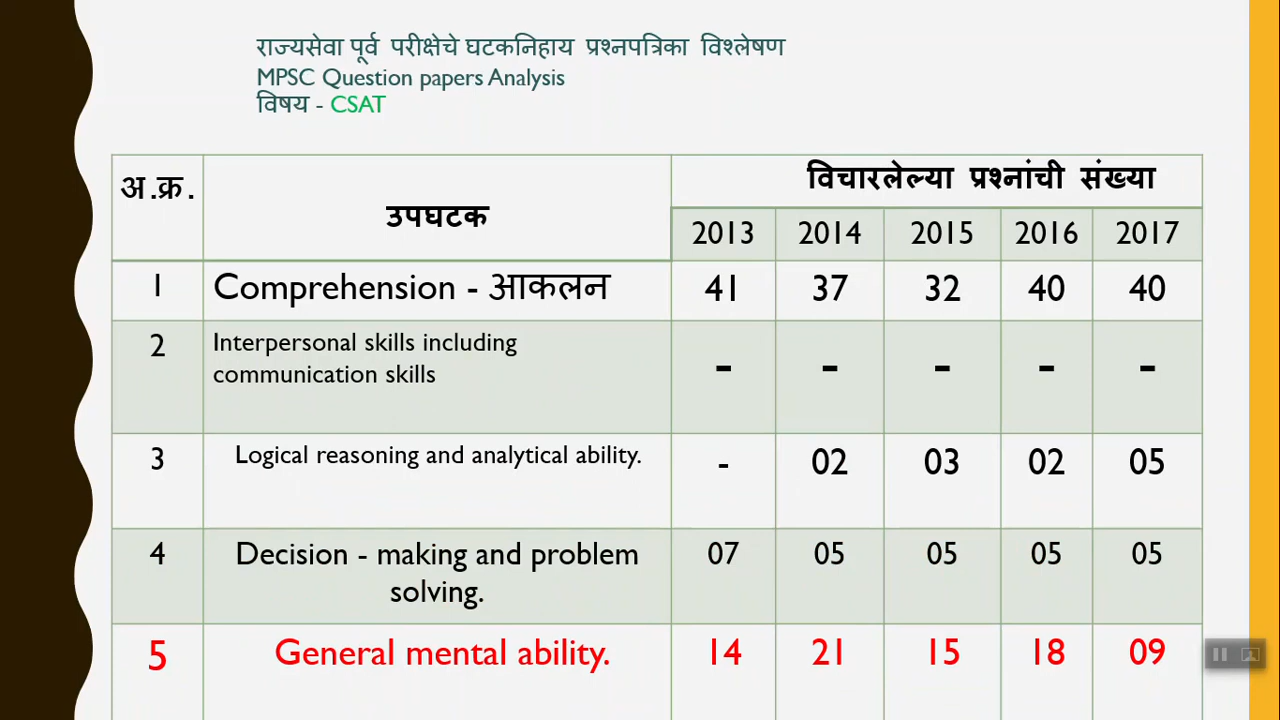 राज्यसेवा पूर्व परीक्षेचे घटकनिहाय प्रश्नपत्रिका विश्लेषण
MPSC Question papers Analysis
विषय - CSAT
अ.क्र. उपघटक विचारलेल्या प्रश्नांची संख्या
2013 2014 2015 2016 2017
1 Comprehension - आकलन 41 37 32 40 40
2 Interpersonal skills including
communication skills - - - - -
3 Logical reasoning and analytical ability. - 02 03 02 05
4 Decision - making and problem 07 05 05 05 05
solving.
5 General mental ability. 14 21 15 18 09